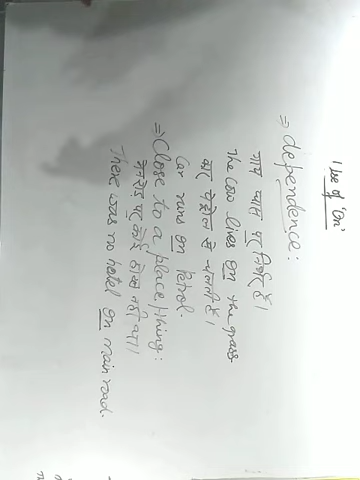 Use of 'On'
⇒ dependence:
गाय घास पर निर्भर है।
The cow lives on the grass
कार पेट्रोल से चलती है।
Car runs on Petrol.
⇒ Close to a place/thing:
मेनरोड पर कोई होटल नहीं था।
There was no hotel on main road.